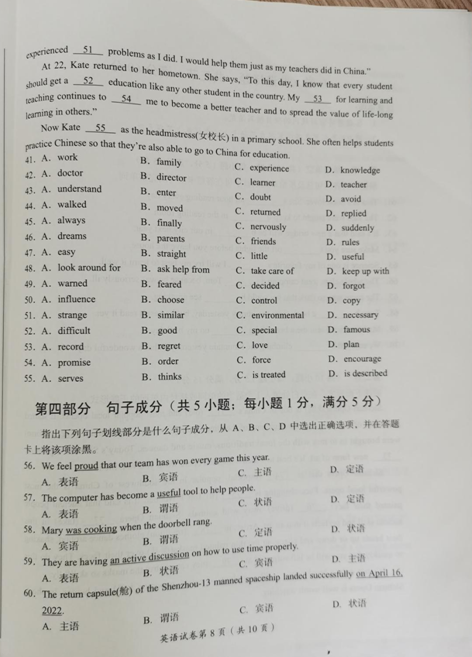 experienced 51 problems as I did. I would help them just as my teachers did in China."
At 22, Kate returned to her hometown. She says, "To this day, I know that every student
should get a 52 education like any other student in the country. My 53 for learning and
teaching continues to 54 me to become a better teacher and to spread the value of life-long
learning in others."
Now Kate 55 as the headmistress(女校长) in a primary school. She often helps students
practice Chinese so that they're also able to go to China for education.
41. A. work B. family C. experience D. knowledge
42. A. doctor B. director C. learner D. teacher
43. A. understand B. enter C. doubt D. avoid
44. A. walked B. moved C. returned D. replied
45. A. always B. finally C. nervously D. suddenly
46. A. dreams B. parents C. friends D. rules
47. A. easy B. straight C. little D. useful
48. A. look around for B. ask help from C. take care of D. keep up with
49. A. warned B. feared C. decided D. forgot
50. A. influence B. choose C. control D. copy
51. A. strange B. similar C. environmental D. necessary
52. A. difficult B. good C. special D. famous
53. A. record B. regret C. love D. plan
54. A. promise B. order C. force D. encourage
55. A. serves B. thinks C. is treated D. is described
第四部分 句子成分（共5小题；每小题1分，满分5分）
指出下列句子划线部分是什么句子成分，从 A、B、C、D 中选出正确选项，并在答题
卡上将该项涂黑。
56. We feel proud that our team has won every game this year.
A. 表语 B. 宾语 C. 主语 D. 定语
57. The computer has become a useful tool to help people.
A. 表语 B. 谓语 C. 状语 D. 定语
58. Mary was cooking when the doorbell rang.
A. 宾语 B. 谓语 C. 定语 D. 状语
59. They are having an active discussion on how to use time properly.
A. 表语 B. 状语 C. 宾语 D. 主语
60. The return capsule(舱) of the Shenzhou-13 manned spaceship landed successfully on April 16,
2022.
A. 主语 B. 谓语 C. 宾语 D. 状语
英语试卷第 8 页（共 10 页）